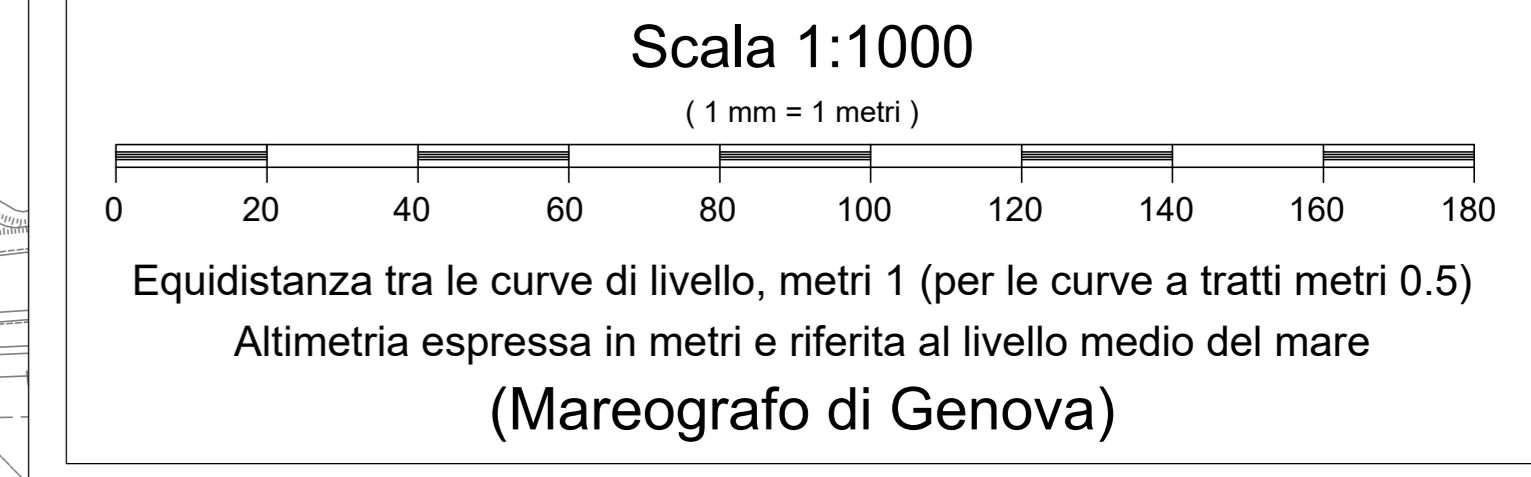 Scala 1:1000
( 1 mm = 1 metri )
0 20 40 60 80 100 120 140 160 180
Equidistanza tra le curve di livello, metri 1 (per le curve a tratti metri 0.5)
Altimetria espressa in metri e riferita al livello medio del mare
(Mareografo di Genova)